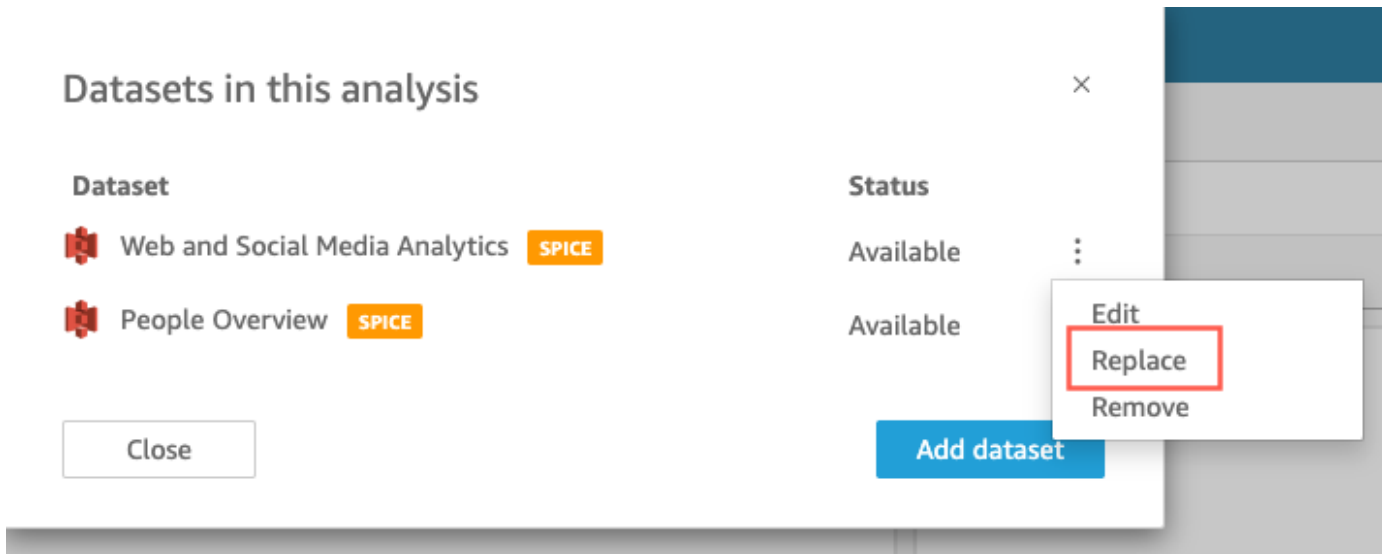 Datasets in this analysis
Dataset Status
Web and Social Media Analytics SPICE Available
Edit
People Overview SPICE Available
Replace
Remove
Close Add dataset